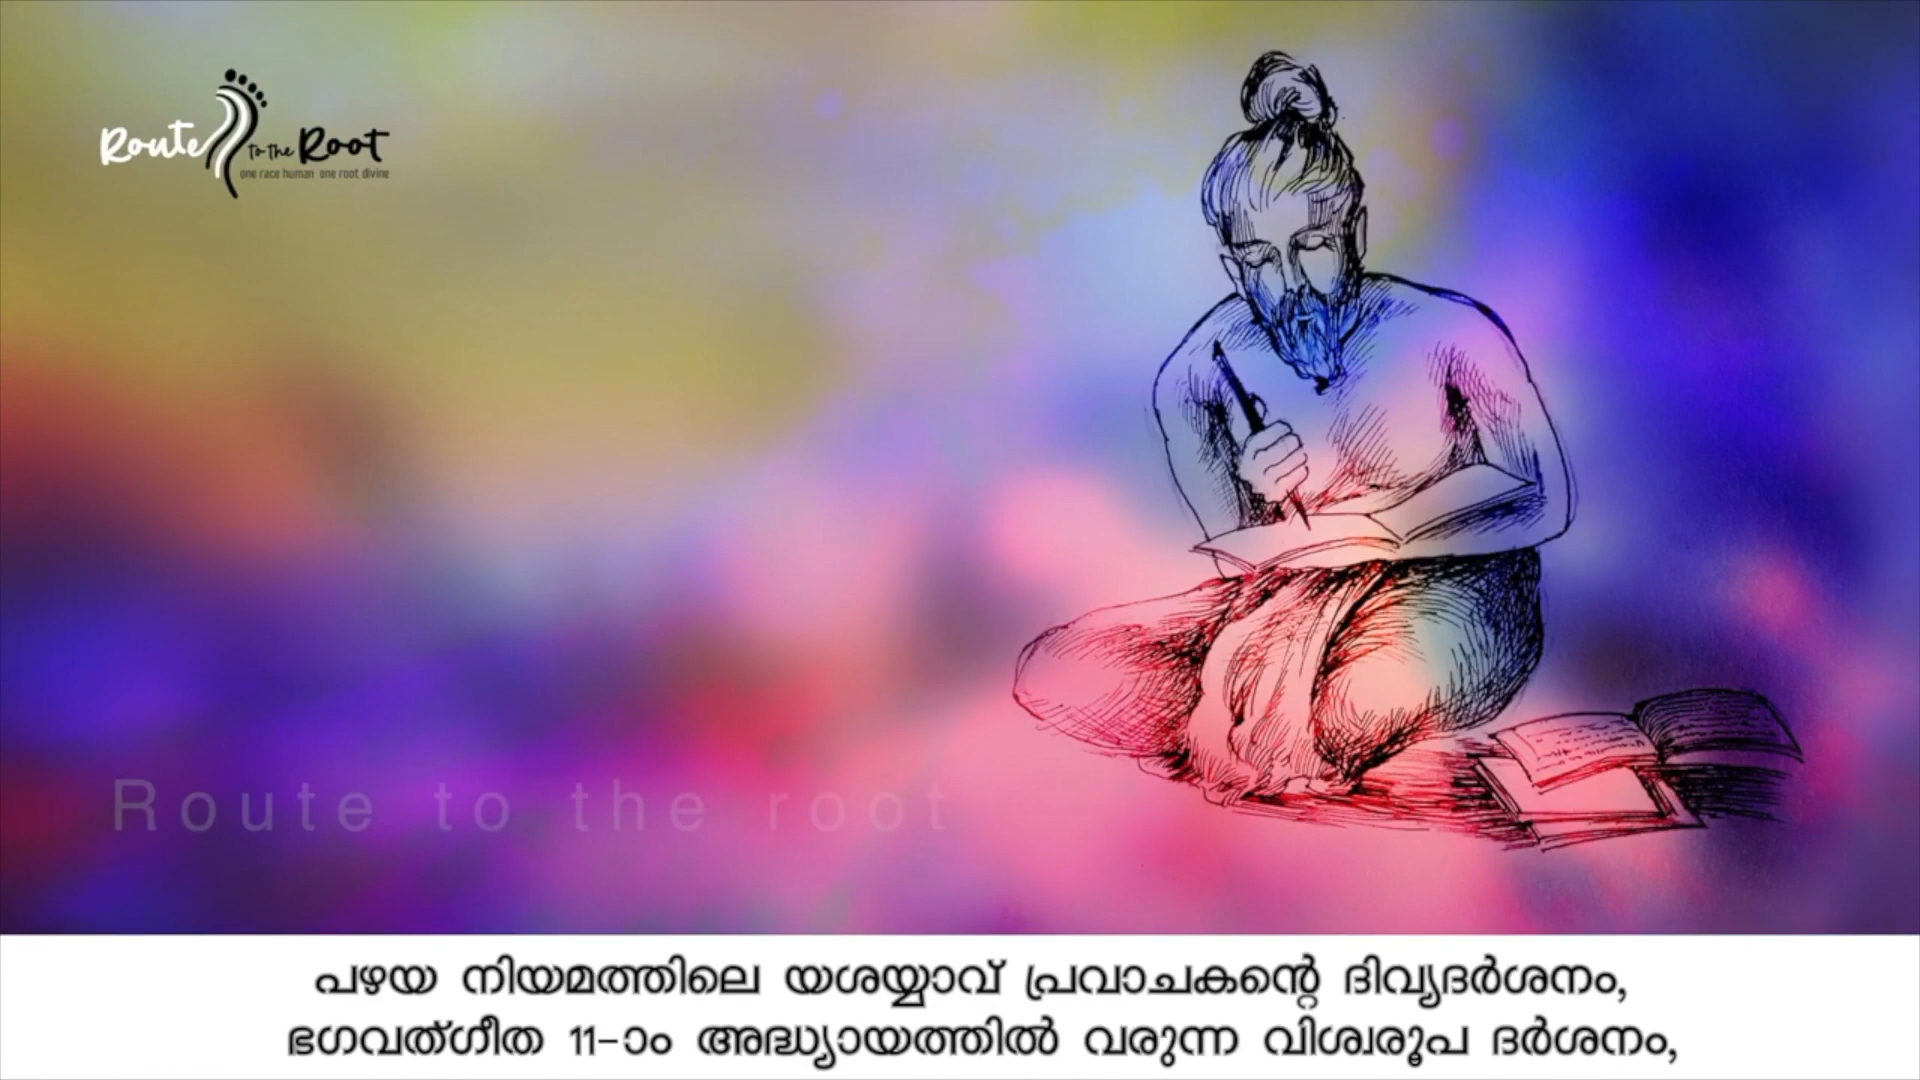 Route to the Root
one race human one root divine
Route to the root
പഴയ നിയമത്തിലെ യശയ്യാവ് പ്രവാചകന്റെ ദിവ്യദർശനം,
ഭഗവത്ഗീത 11-ാം അദ്ധ്യായത്തിൽ വരുന്ന വിശ്വരൂപ ദർശനം,